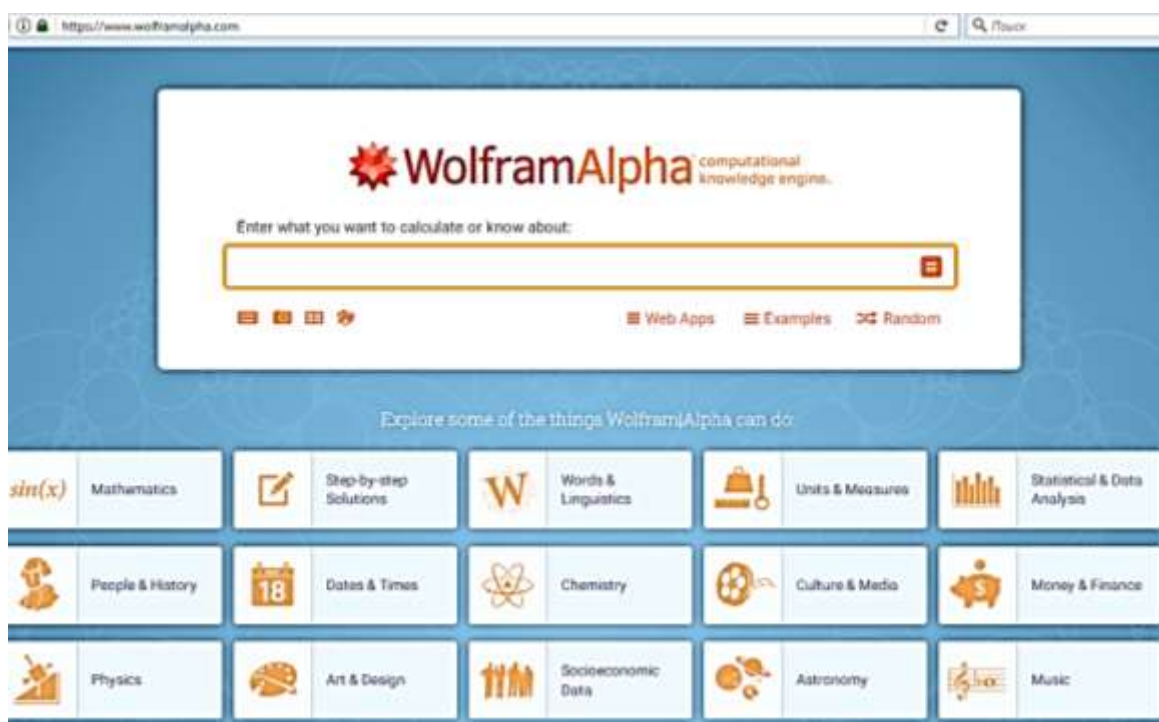 https://www.wolframalpha.com
Поиск
WolframAlpha computational
knowledge engine..
Enter what you want to calculate or know about:
Web Apps Examples Random
Explore some of the things Wolfram|Alpha can do:
sin(x) Mathematics
Step-by-step
Solutions
W Words &
Linguistics
Units & Measures
Statistical & Data
Analysis
People & History
18 Dates & Times
Chemistry
Culture & Media
$ Money & Finance
Physics
Art & Design
Socioeconomic
Data
Astronomy
Music